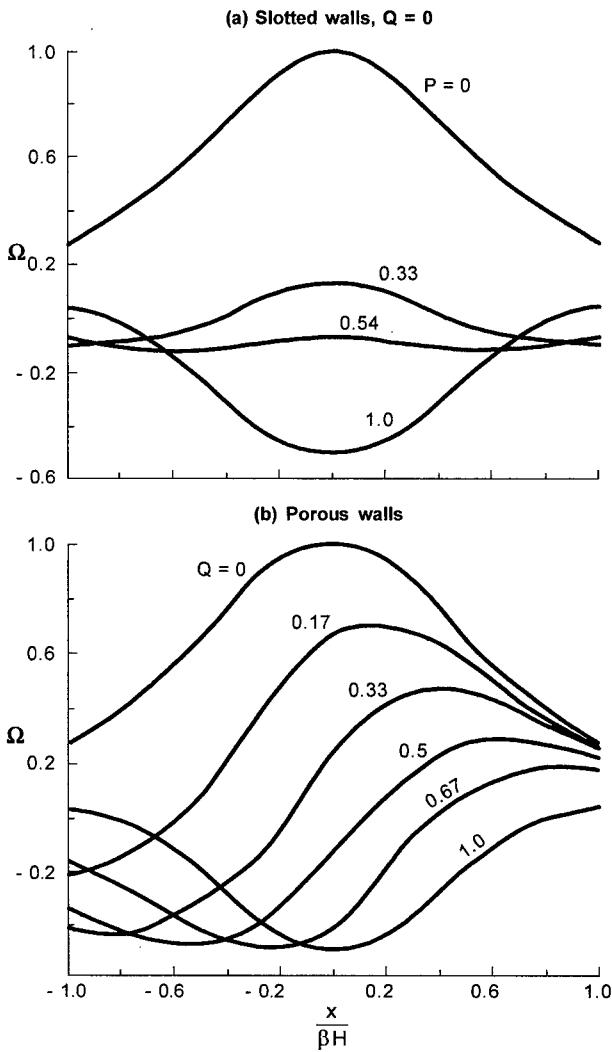 (a) Slotted walls, Q = 0
1.0
P = 0
0.6
Ω 0.2
0.33
0.54
- 0.2
1.0
- 0.6
(b) Porous walls
1.0
Q = 0
0.17
0.6
0.33
Ω
0.5
0.2
0.67
1.0
- 0.2
- 1.0 - 0.6 - 0.2 0.2 0.6 1.0
x
βH